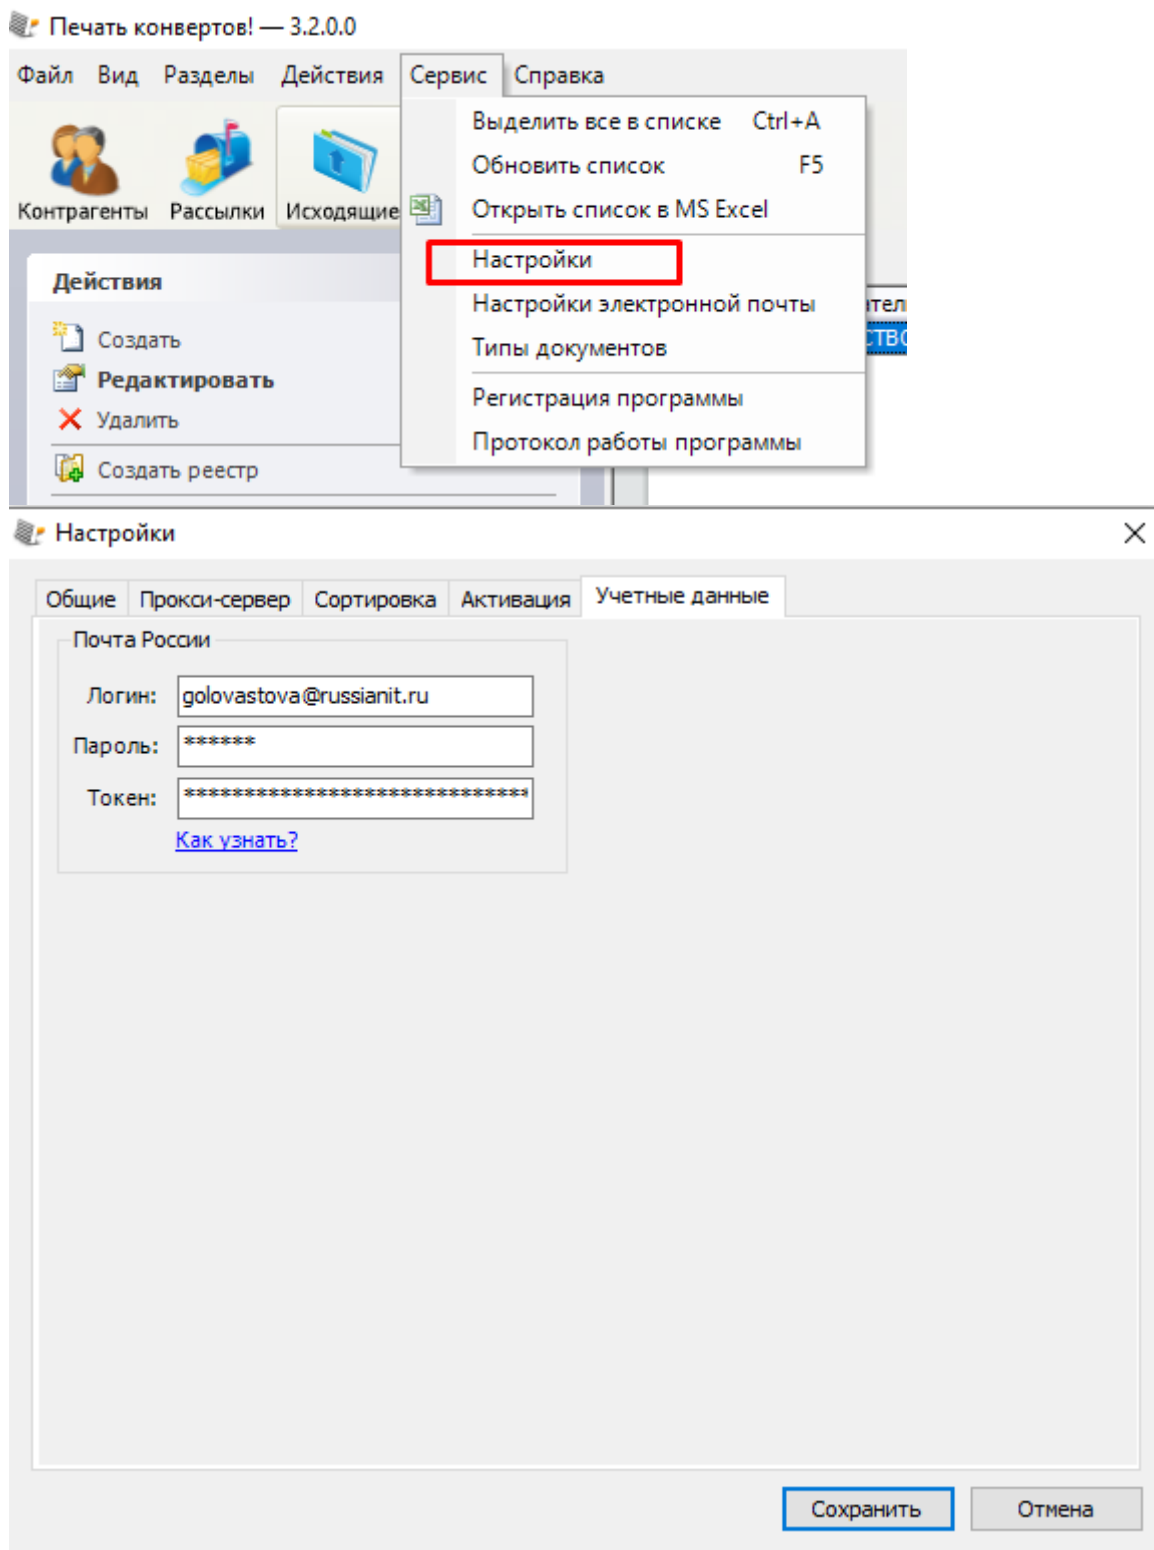 Печать конвертов! — 3.2.0.0
Файл Вид Разделы Действия Сервис Справка
Выделить все в списке Ctrl+A
Обновить список F5
Открыть список в MS Excel
Настройки
Настройки электронной почты
Типы документов
Регистрация программы
Протокол работы программы
Контрагенты Рассылки Исходящие
Действия
Создать
Редактировать
Удалить
Создать реестр
Настройки
Общие Прокси-сервер Сортировка Активация Учетные данные
Почта России
Логин: golovastova@russianit.ru
Пароль: ******
Токен: *****************************
Как узнать?
Сохранить Отмена